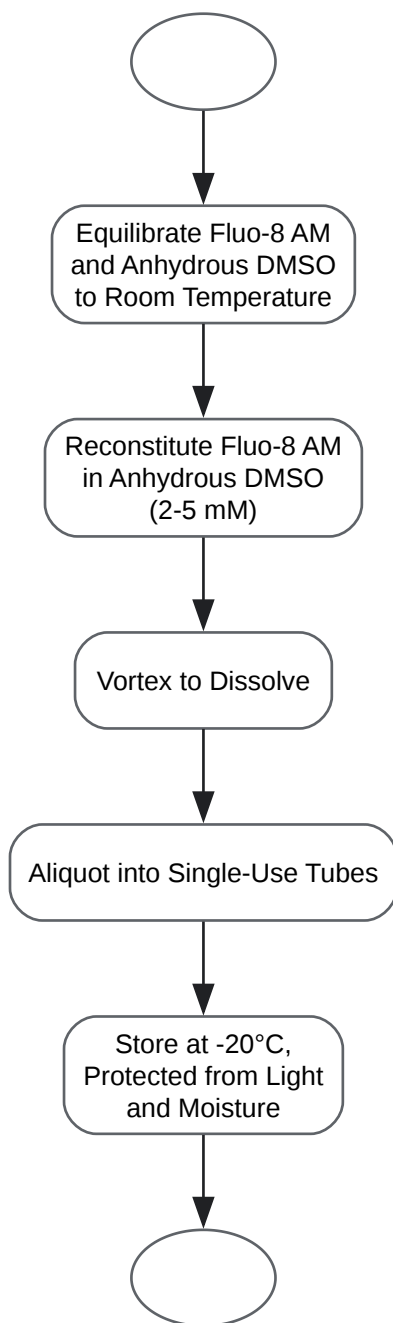 Equilibrate Fluo-8 AM
and Anhydrous DMSO
to Room Temperature
Reconstitute Fluo-8 AM
in Anhydrous DMSO
(2-5 mM)
Vortex to Dissolve
Aliquot into Single-Use Tubes
Store at -20°C,
Protected from Light
and Moisture